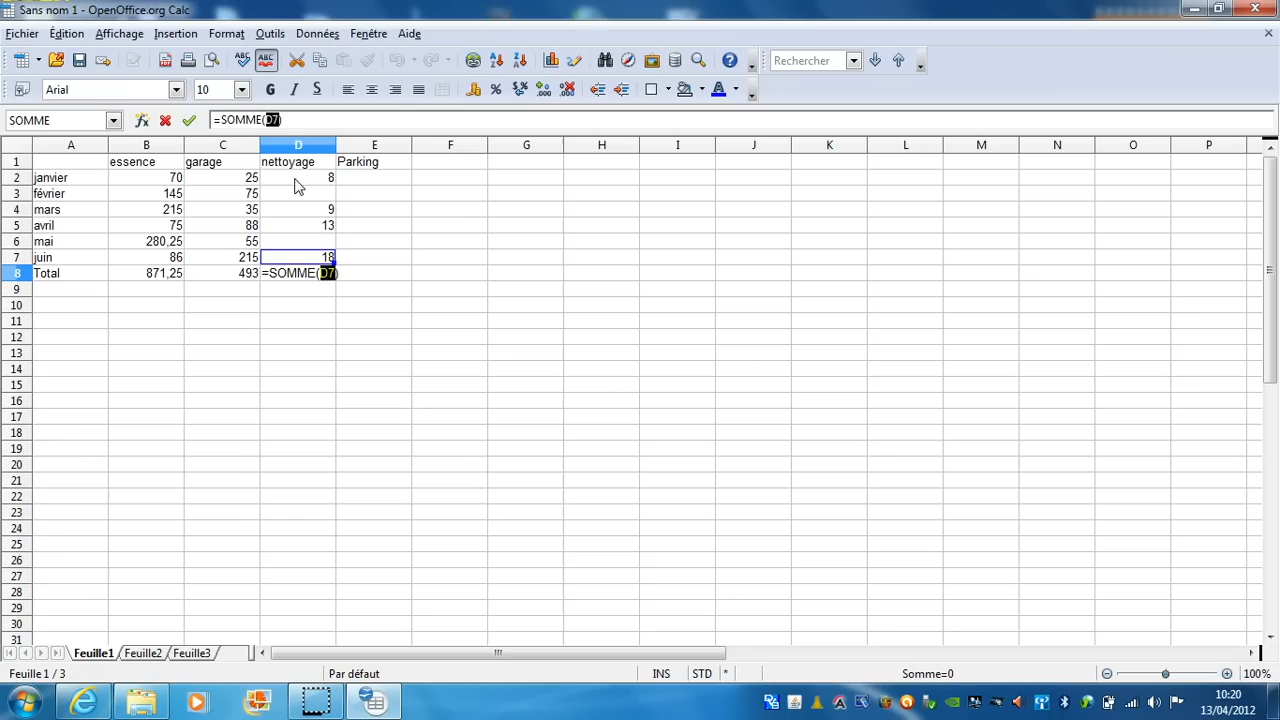 Sans nom 1 - OpenOffice.org Calc
Fichier Édition Affichage Insertion Format Outils Données Fenêtre Aide
ABC ABC Rechercher
Arial 10 G I S
SOMME =SOMME(D7)
A B C D E F G H I J K L M N O P
1 essence garage nettoyage Parking
2 janvier 70 25 8
3 février 145 75
4 mars 215 35 9
5 avril 75 88 13
6 mai 280,25 55
7 juin 86 215 18
8 Total 871,25 493 =SOMME(D7)
9
10
11
12
13
14
15
16
17
18
19
20
21
22
23
24
25
26
27
28
29
30
31
Feuille1 Feuille2 Feuille3
Feuille 1 / 3 Par défaut INS STD * Somme=0 100%
10:20
13/04/2012